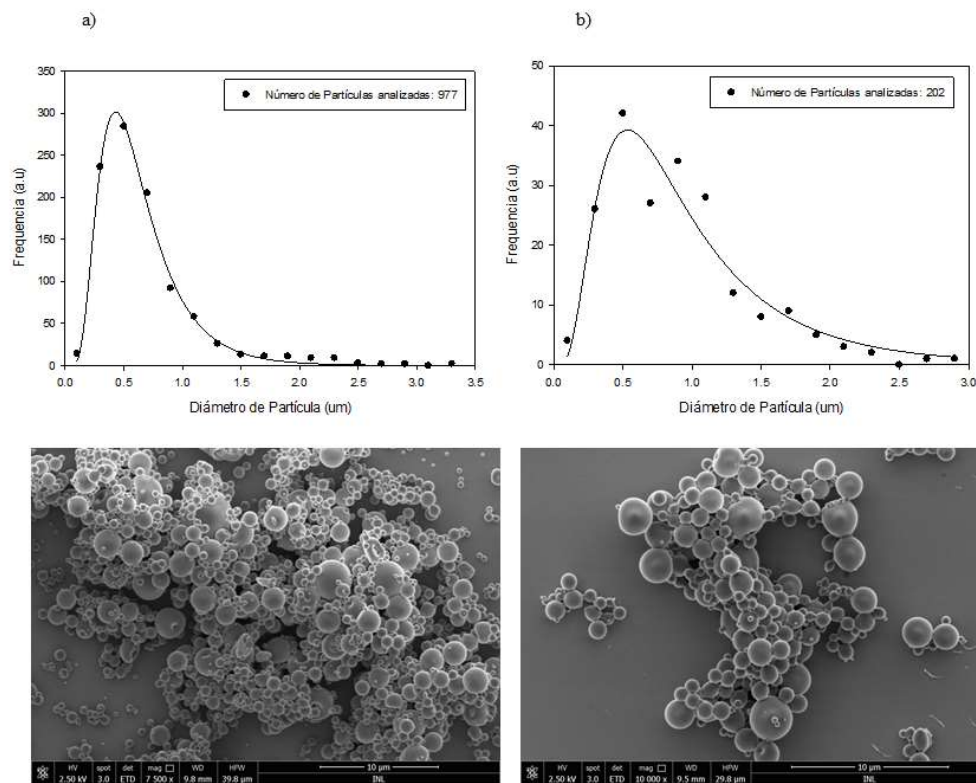 a)
b)
350
300
250
200
150
100
50
0
Frequencia (a.u)
Número de Partículas analizadas: 977
0.0 0.5 1.0 1.5 2.0 2.5 3.0 3.5
Diámetro de Partícula (um)
50
40
30
20
10
0
Frequencia (a.u)
Número de Partículas analizadas: 202
0.0 0.5 1.0 1.5 2.0 2.5 3.0
Diámetro de Partícula (um)
HV spot det mag WD HFW 10 µm
2.50 kV 3.0 ETD 7 500 x 9.8 mm 39.8 µm INL
HV spot det mag WD HFW 10 µm
2.50 kV 3.0 ETD 10 000 x 9.5 mm 29.8 µm INL